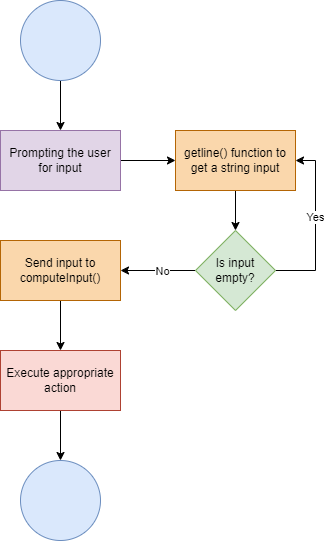 Prompting the user
for input
getline() function to
get a string input
Yes
Is input
empty?
No
Send input to
computeInput()
Execute appropriate
action